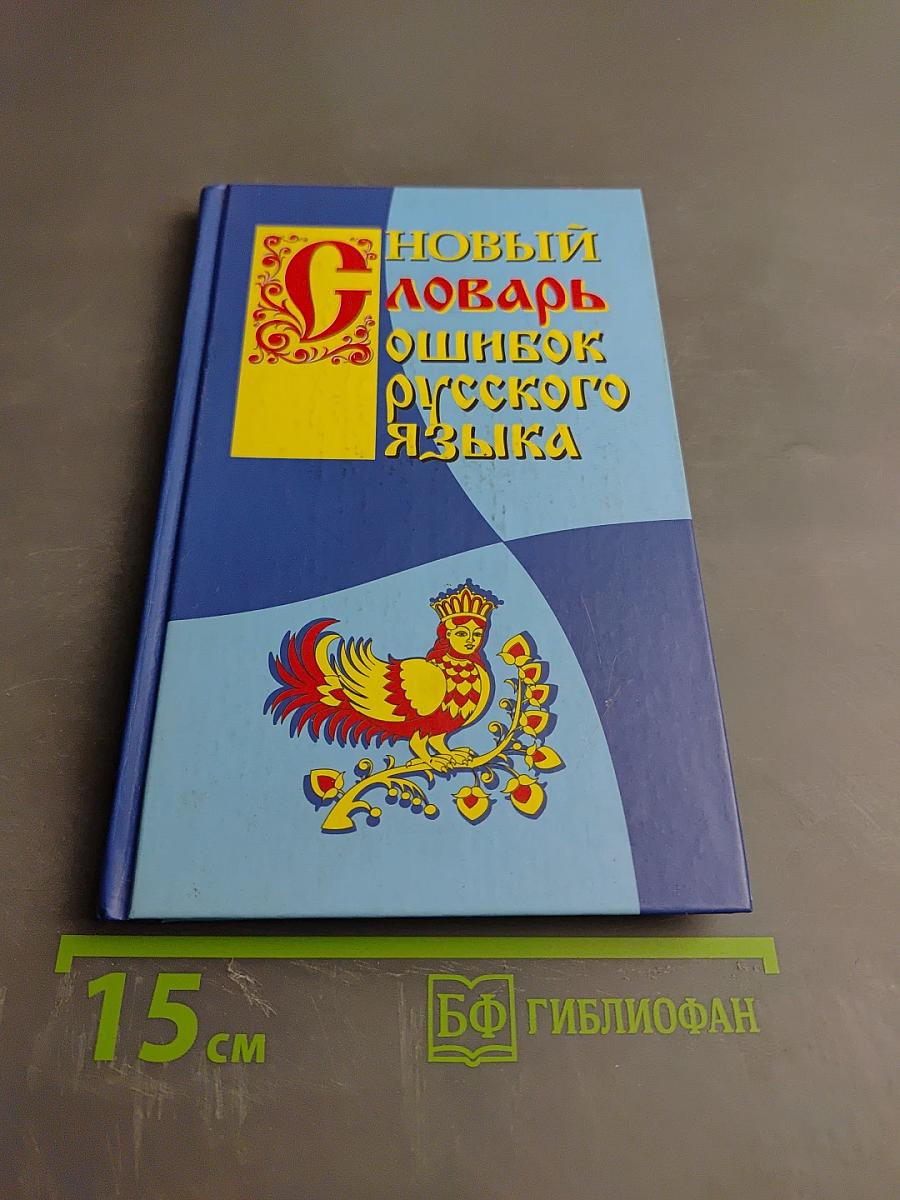 НОВЫЙ
Словарь
ошибок
русского
языка
15 см
БФ ГИБЛИОФАН